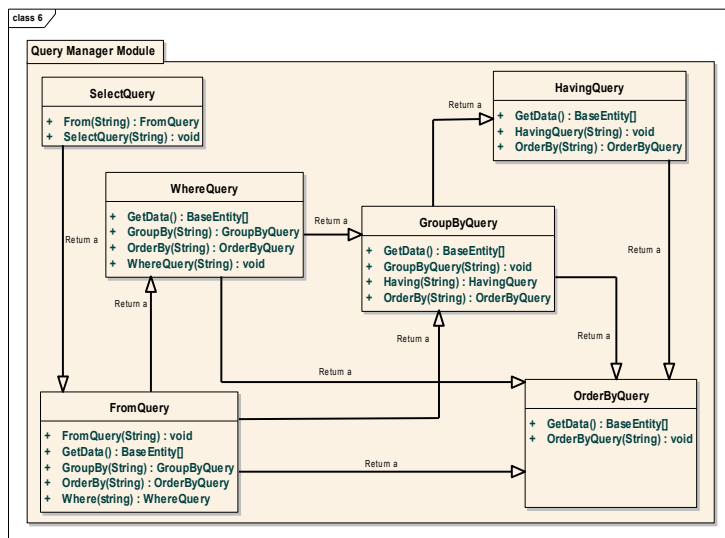 class 6
Query Manager Module
SelectQuery
+ From(String) : FromQuery
+ SelectQuery(String) : void
HavingQuery
+ GetData() : BaseEntity[]
+ HavingQuery(String) : void
+ OrderBy(String) : OrderByQuery
Return a
WhereQuery
+ GetData() : BaseEntity[]
+ GroupBy(String) : GroupByQuery
+ OrderBy(String) : OrderByQuery
+ WhereQuery(String) : void
Return a
GroupByQuery
+ GetData() : BaseEntity[]
+ GroupByQuery(String) : void
+ Having(String) : HavingQuery
+ OrderBy(String) : OrderByQuery
Return a
Return a
Return a
Return a
Return a
Return a
FromQuery
+ FromQuery(String) : void
+ GetData() : BaseEntity[]
+ GroupBy(String) : GroupByQuery
+ OrderBy(String) : OrderByQuery
+ Where(string) : WhereQuery
Return a
OrderByQuery
+ GetData() : BaseEntity[]
+ OrderByQuery(String) : void